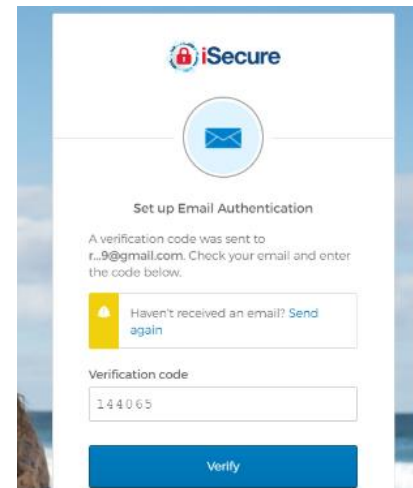 iSecure
Set up Email Authentication
A verification code was sent to
r...9@gmail.com. Check your email and enter
the code below.
Haven't received an email? Send
again
Verification code
144065
Verify